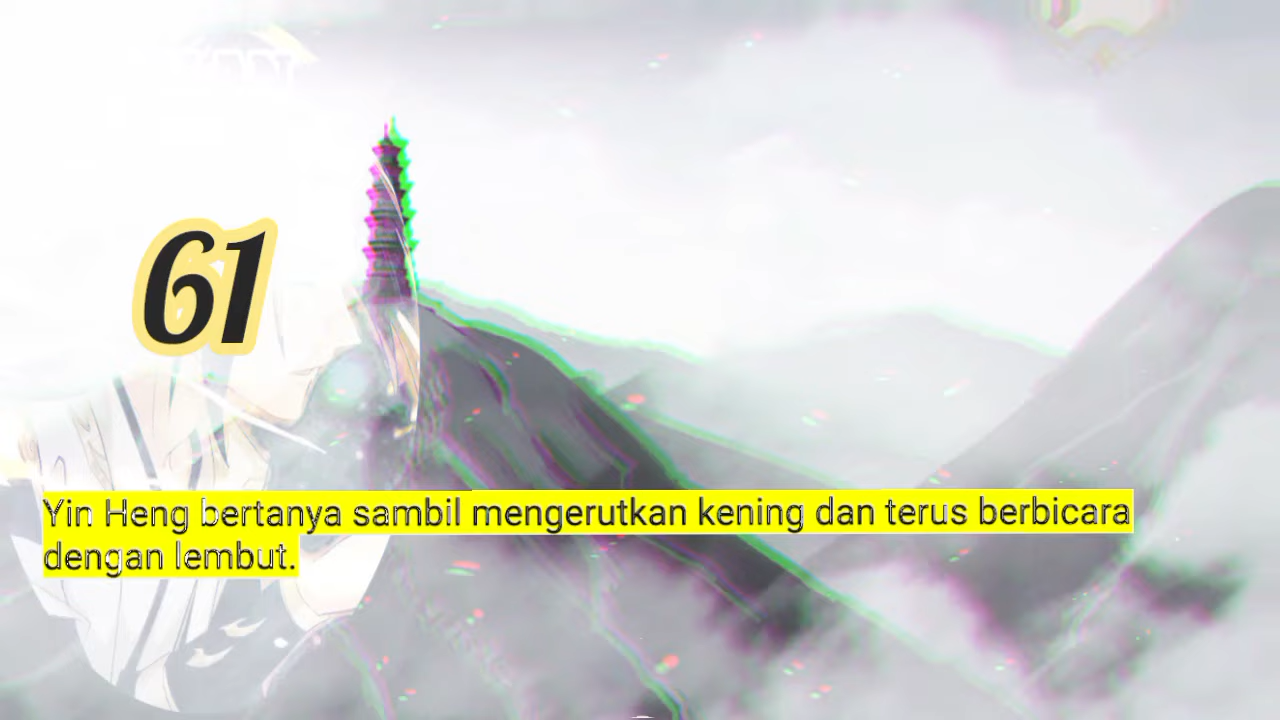 61
Yin Heng bertanya sambil mengerutkan kening dan terus berbicara
dengan lembut.